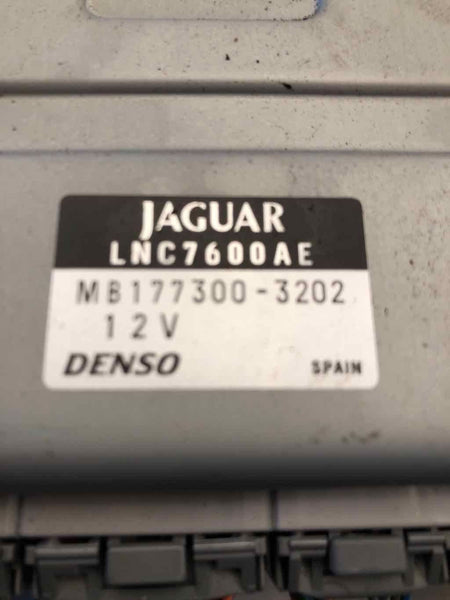 JAGUAR
LNC7600AE
MB177300-3202
12V
DENSO SPAIN